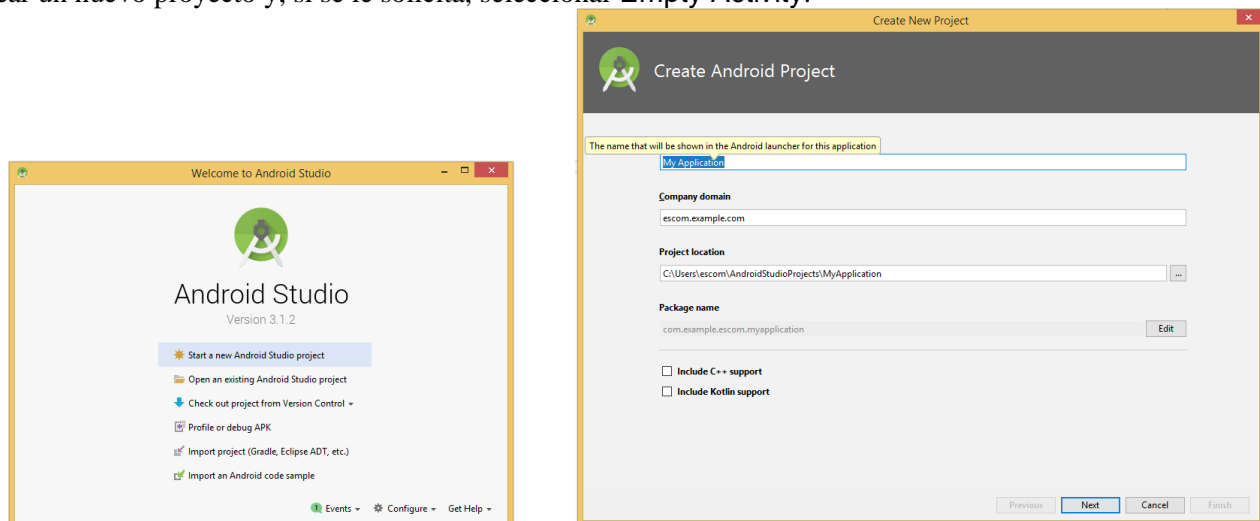 ear un nuevo proyecto y, si se le solicita, seleccionar Empty Activity.
Welcome to Android Studio
Android Studio
Version 3.1.2
Start a new Android Studio project
Open an existing Android Studio project
Check out project from Version Control
Profile or debug APK
Import project (Gradle, Eclipse ADT, etc.)
Import an Android code sample
1 Events Configure Get Help
Create New Project
Create Android Project
The name that will be shown in the Android launcher for this application
My Application
Company domain
escom.example.com
Project location
C:\Users\escom\AndroidStudioProjects\MyApplication
...
Package name
com.example.escom.myapplication
Edit
Include C++ support
Include Kotlin support
Previous Next Cancel Finish